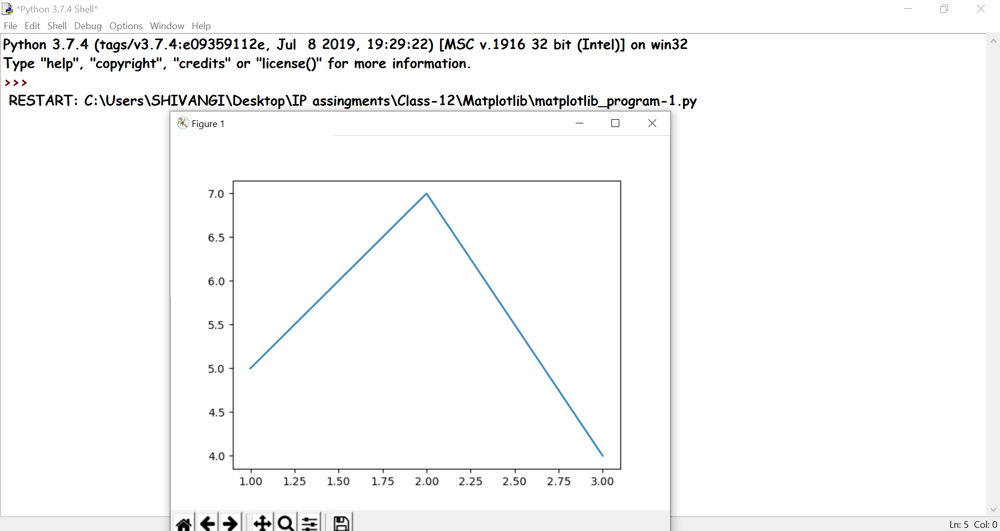 *Python 3.7.4 Shell*
File Edit Shell Debug Options Window Help
Python 3.7.4 (tags/v3.7.4:e09359112e, Jul  8 2019, 19:29:22) [MSC v.1916 32 bit (Intel)] on win32
Type "help", "copyright", "credits" or "license()" for more information.
>>>
RESTART: C:\Users\SHIVANGI\Desktop\IP assingments\Class-12\Matplotlib\matplotlib_program-1.py
Figure 1
7.0
6.5
6.0
5.5
5.0
4.5
4.0
1.00 1.25 1.50 1.75 2.00 2.25 2.50 2.75 3.00
Ln: 5 Col: 0